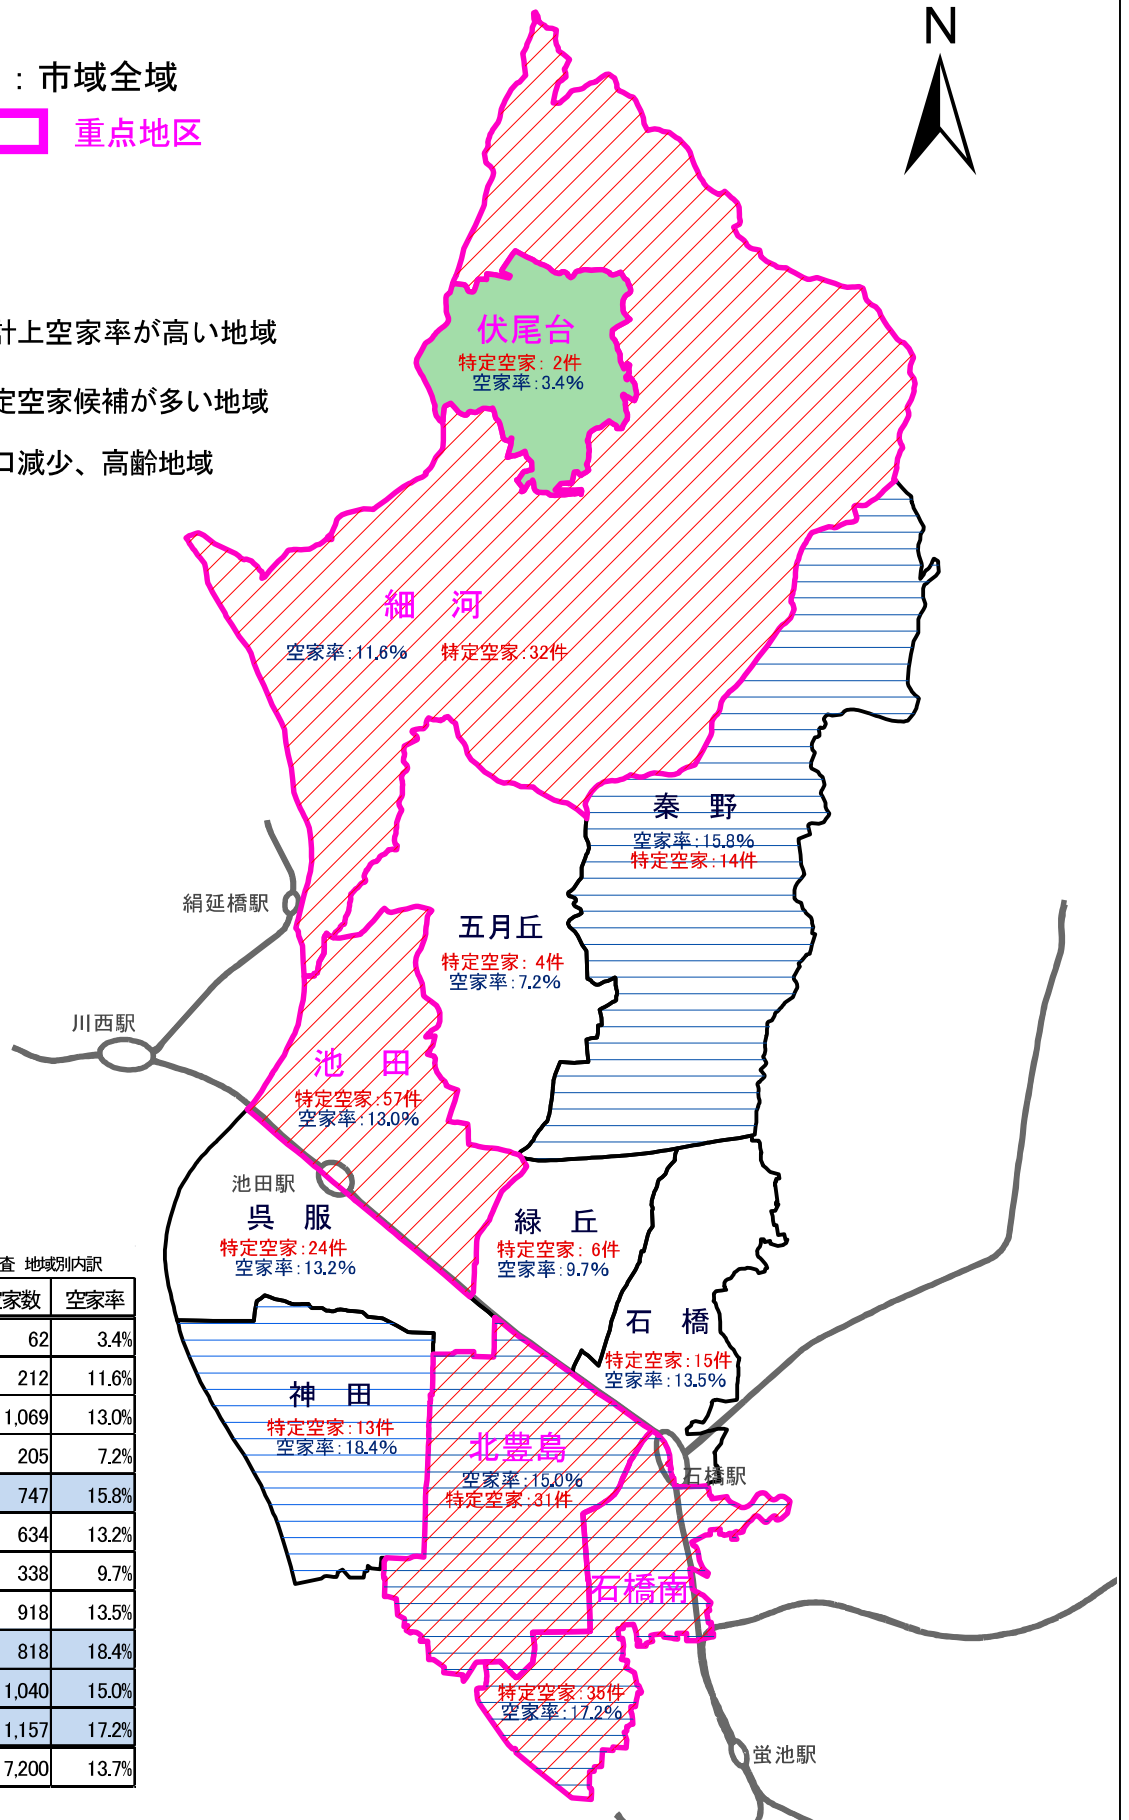 N
：市域全域
重点地区
計上空家率が高い地域
定空家候補が多い地域
口減少、高齢地域
伏尾台
特定空家：2件
空家率：3.4%
細　河
空家率：11.6%　特定空家：32件
秦　野
空家率：15.8%
特定空家：14件
絹延橋駅
五月丘
特定空家：4件
空家率：7.2%
川西駅
池　田
特定空家：57件
空家率：13.0%
池田駅
呉　服
特定空家：24件
空家率：13.2%
緑　丘
特定空家：6件
空家率：9.7%
石　橋
特定空家：15件
空家率：13.5%
神　田
特定空家：13件
空家率：18.4%
北豊島
空家率：15.0%
特定空家：31件
石橋駅
石橋南
特定空家：35件
空家率：17.2%
蛍池駅
査 地域別内訳
家数　空家率
62　3.4%
212　11.6%
1,069　13.0%
205　7.2%
747　15.8%
634　13.2%
338　9.7%
918　13.5%
818　18.4%
1,040　15.0%
1,157　17.2%
7,200　13.7%